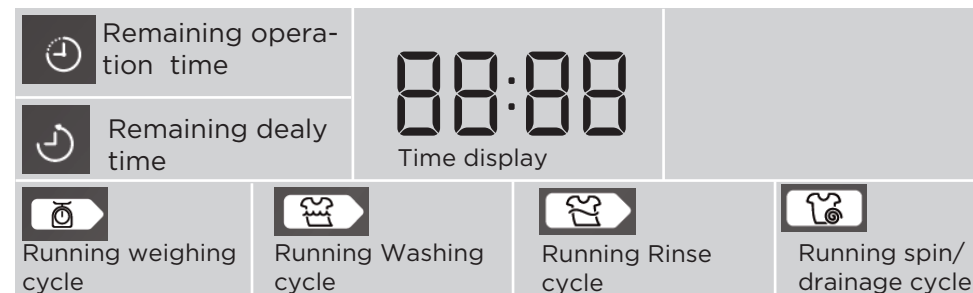 Remaining opera-
tion time
88:88
Remaining dealy
time
Time display
Running weighing
cycle
Running Washing
cycle
Running Rinse
cycle
Running spin/
drainage cycle